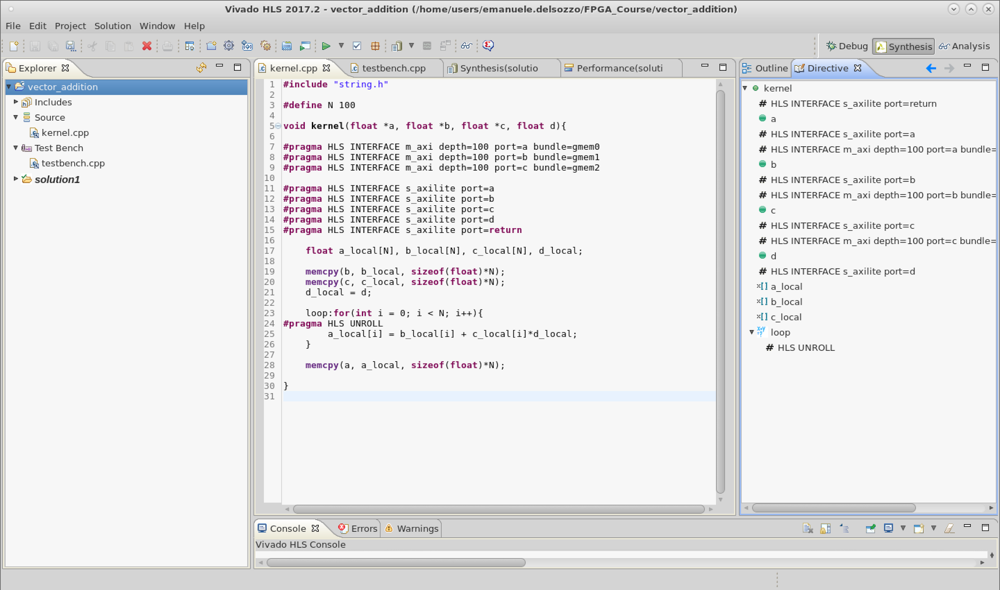 Vivado HLS 2017.2 - vector_addition (/home/users/emanuele.delsozzo/FPGA_Course/vector_addition)
File Edit Project Solution Window Help
Debug Synthesis Analysis
Explorer
vector_addition
Includes
Source
kernel.cpp
Test Bench
testbench.cpp
solution1
kernel.cpp testbench.cpp Synthesis(solutio Performance(soluti
1 #include "string.h"
2
3 #define N 100
4
5 void kernel(float *a, float *b, float *c, float d){
6
7 #pragma HLS INTERFACE m_axi depth=100 port=a bundle=gmem0
8 #pragma HLS INTERFACE m_axi depth=100 port=b bundle=gmem1
9 #pragma HLS INTERFACE m_axi depth=100 port=c bundle=gmem2
10
11 #pragma HLS INTERFACE s_axilite port=a
12 #pragma HLS INTERFACE s_axilite port=b
13 #pragma HLS INTERFACE s_axilite port=c
14 #pragma HLS INTERFACE s_axilite port=d
15 #pragma HLS INTERFACE s_axilite port=return
16
17     float a_local[N], b_local[N], c_local[N], d_local;
18
19     memcpy(b, b_local, sizeof(float)*N);
20     memcpy(c, c_local, sizeof(float)*N);
21     d_local = d;
22
23     loop:for(int i = 0; i < N; i++){
24 #pragma HLS UNROLL
25         a_local[i] = b_local[i] + c_local[i]*d_local;
26     }
27
28     memcpy(a, a_local, sizeof(float)*N);
29
30 }
31
Outline Directive
kernel
# HLS INTERFACE s_axilite port=return
a
# HLS INTERFACE s_axilite port=a
# HLS INTERFACE m_axi depth=100 port=a bundle=
b
# HLS INTERFACE s_axilite port=b
# HLS INTERFACE m_axi depth=100 port=b bundle=
c
# HLS INTERFACE s_axilite port=c
# HLS INTERFACE m_axi depth=100 port=c bundle=
d
# HLS INTERFACE s_axilite port=d
x[] a_local
x[] b_local
x[] c_local
loop
# HLS UNROLL
Console Errors Warnings
Vivado HLS Console